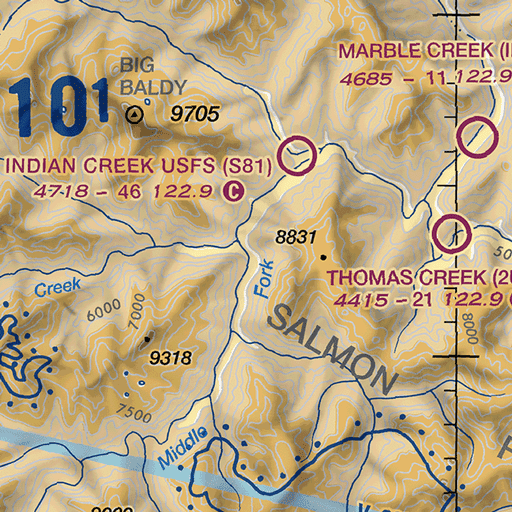 MARBLE CREEK (I
4685 - 11 122.9
BIG
BALDY
9705
10¹
INDIAN CREEK USFS (S81)
4718 - 46 122.9 C
8831
THOMAS CREEK (2U
4415 - 21 122.9
Fork
Creek
6000
7000
8000
SALMON
9318
7500
Middle